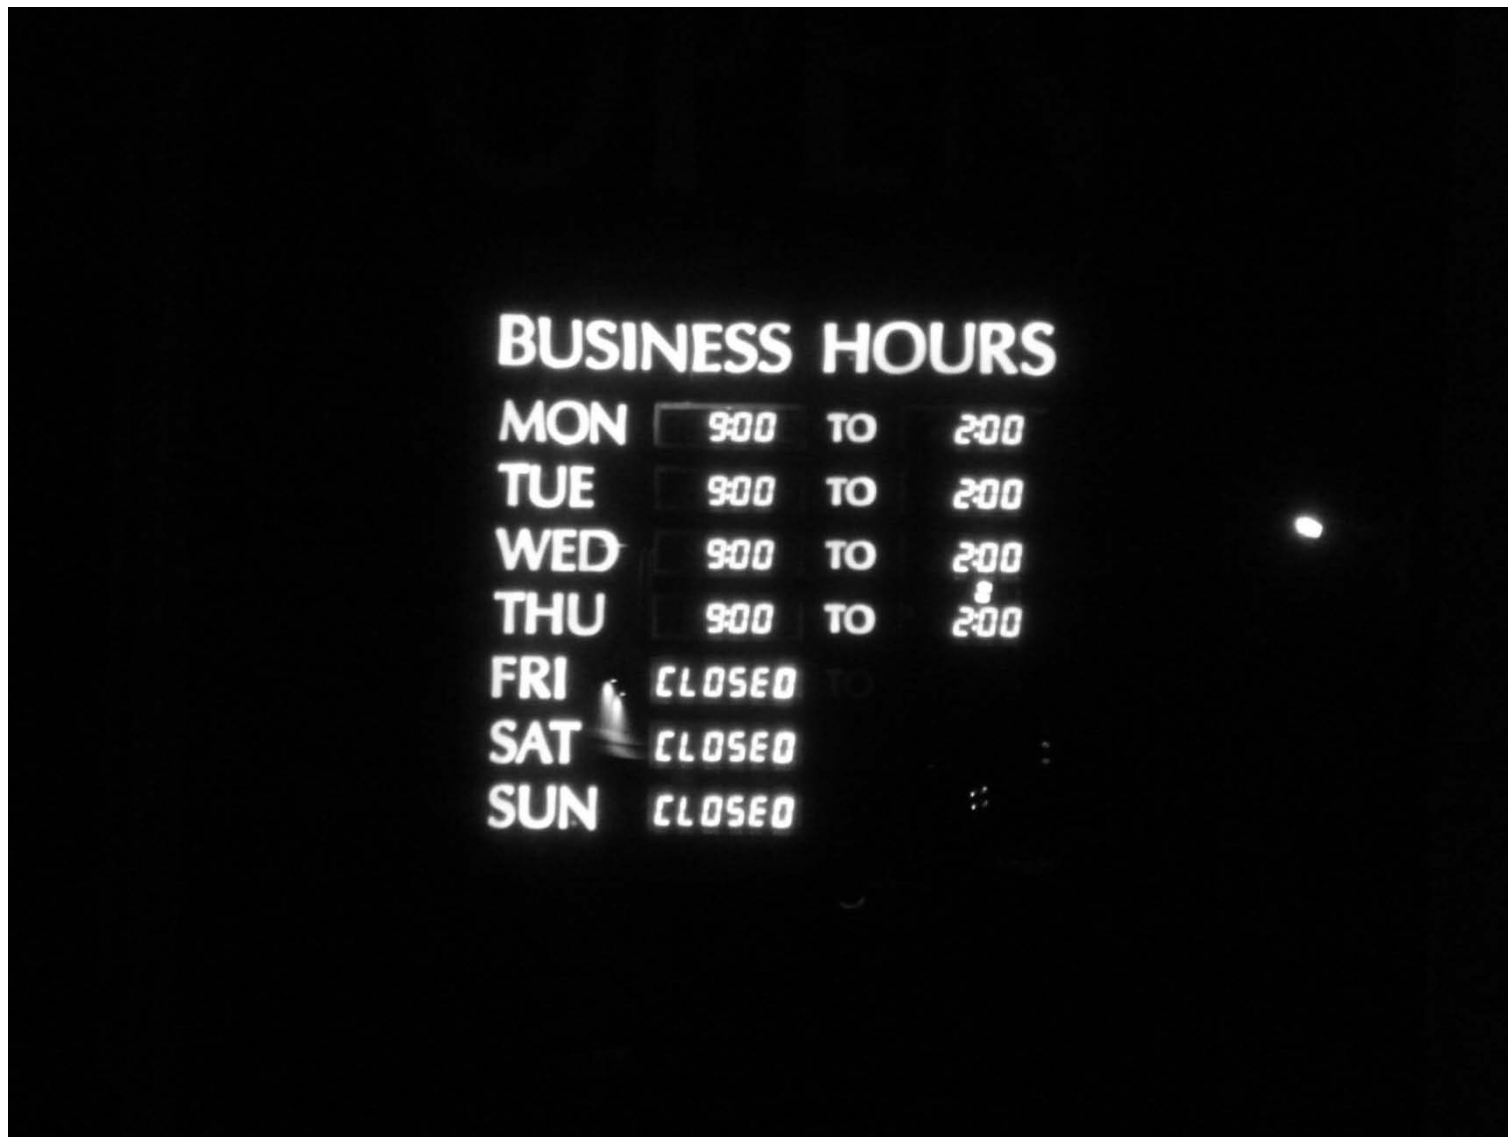 BUSINESS HOURS
MON 9:00 TO 2:00
TUE 9:00 TO 2:00
WED 9:00 TO 2:00
THU 9:00 TO 2:00
FRI CLOSED TO
SAT CLOSED
SUN CLOSED